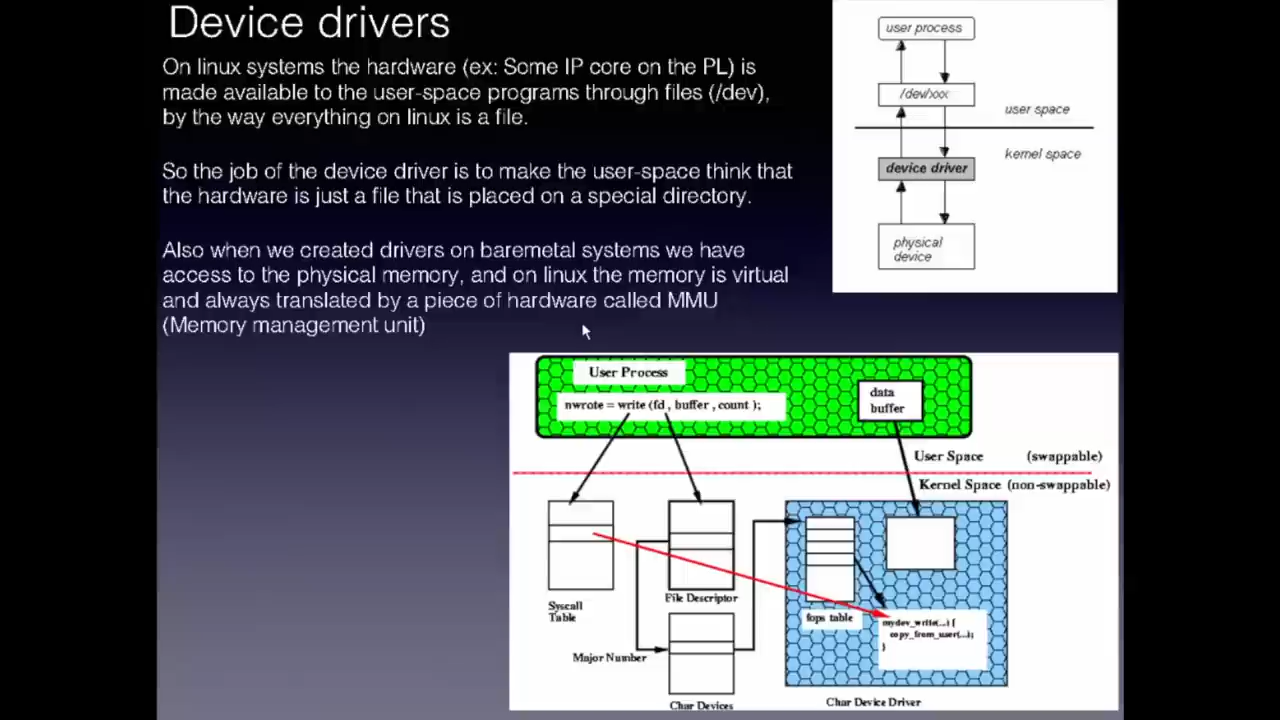 Device drivers
On linux systems the hardware (ex: Some IP core on the PL) is
made available to the user-space programs through files (/dev),
by the way everything on linux is a file.
So the job of the device driver is to make the user-space think that
the hardware is just a file that is placed on a special directory.
Also when we created drivers on baremetal systems we have
access to the physical memory, and on linux the memory is virtual
and always translated by a piece of hardware called MMU
(Memory management unit)
user process
/dev/xxx
user space
kernel space
device driver
physical
device
User Process
nwrote = write (fd , buffer , count );
data
buffer
User Space (swappable)
Kernel Space (non-swappable)
Syscall
Table
File Descriptor
Major Number
Char Devices
fops table
mydev_write(...) {
copy_from_user(...);
}
Char Device Driver